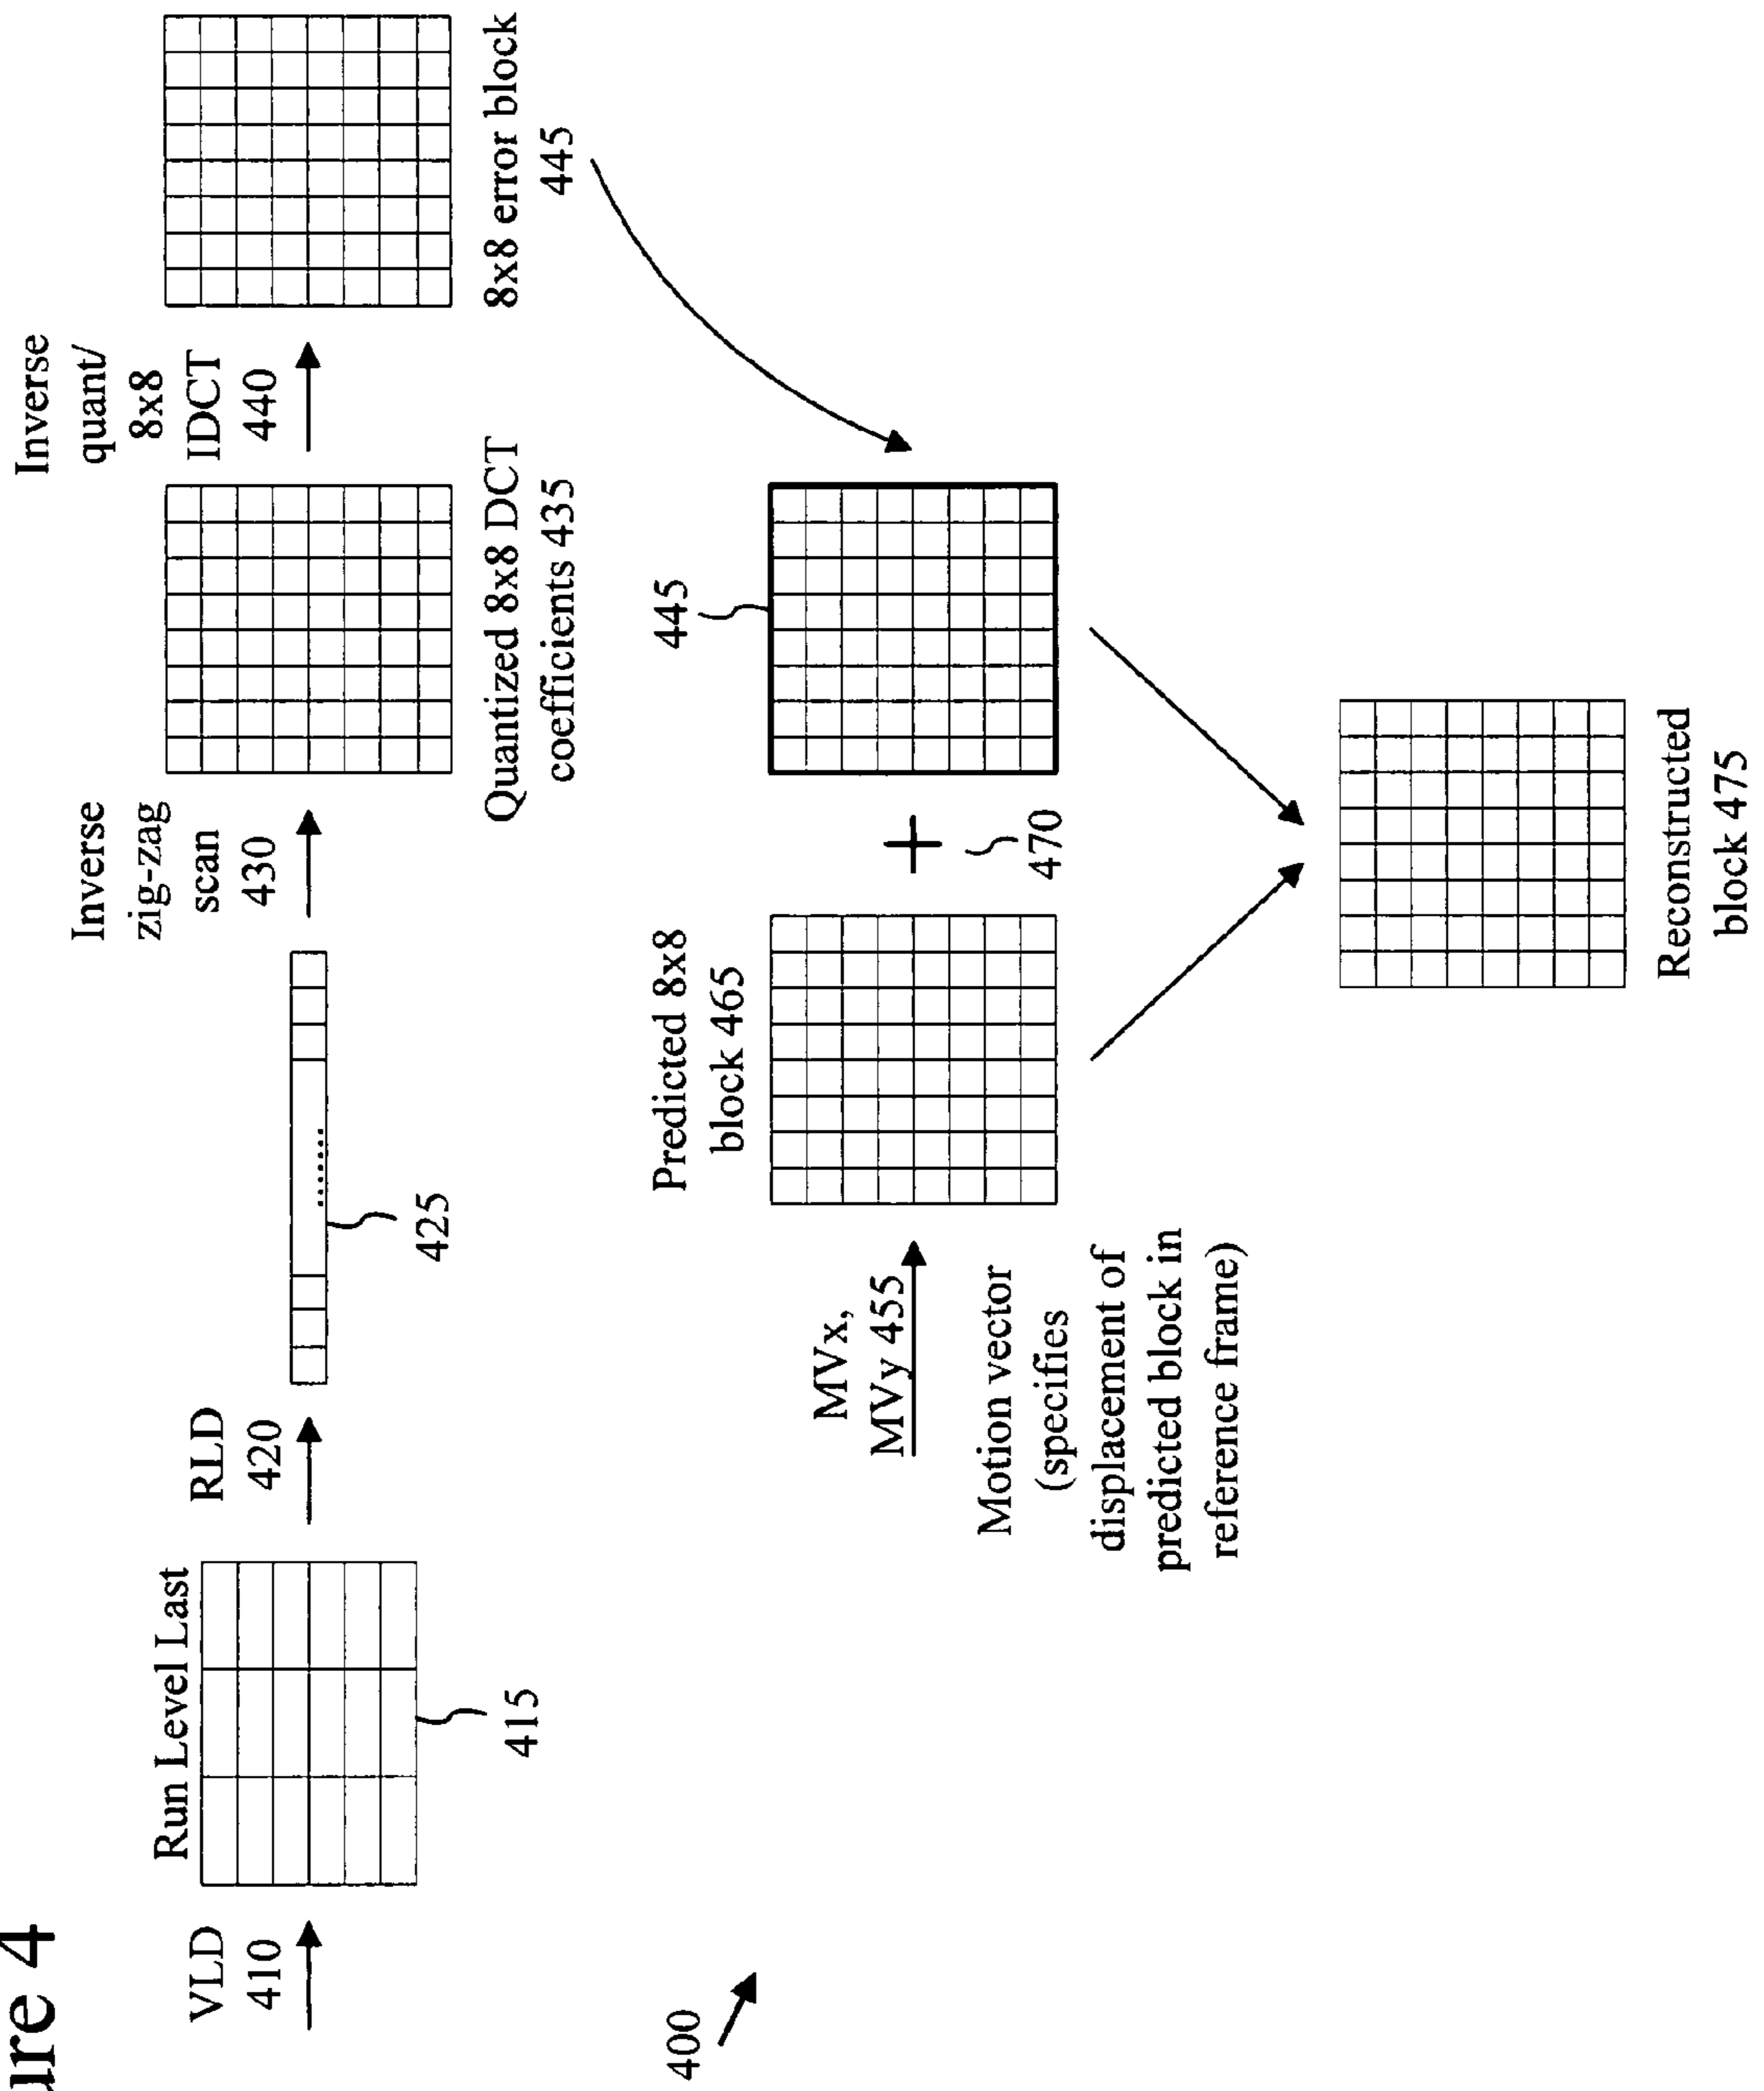 ure 4
VLD
410
Run Level Last
415
RLD
420
425
Inverse
zig-zag
scan
430
Quantized 8x8 DCT
coefficients 435
Inverse
quant/
8x8
IDCT
440
8x8 error block
445
400
MVx,
MVy 455
Motion vector
(specifies
displacement of
predicted block in
reference frame)
Predicted 8x8
block 465
470
445
Reconstructed
block 475